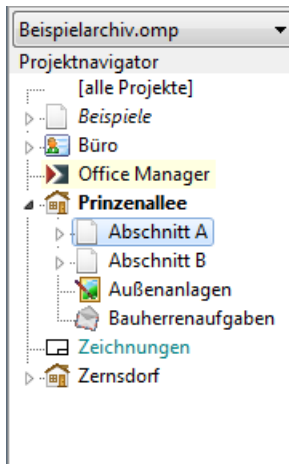 Beispielarchiv.omp
Projektnavigator
[alle Projekte]
Beispiele
Büro
Office Manager
Prinzenallee
Abschnitt A
Abschnitt B
Außenanlagen
Bauherrenaufgaben
Zeichnungen
Zernsdorf